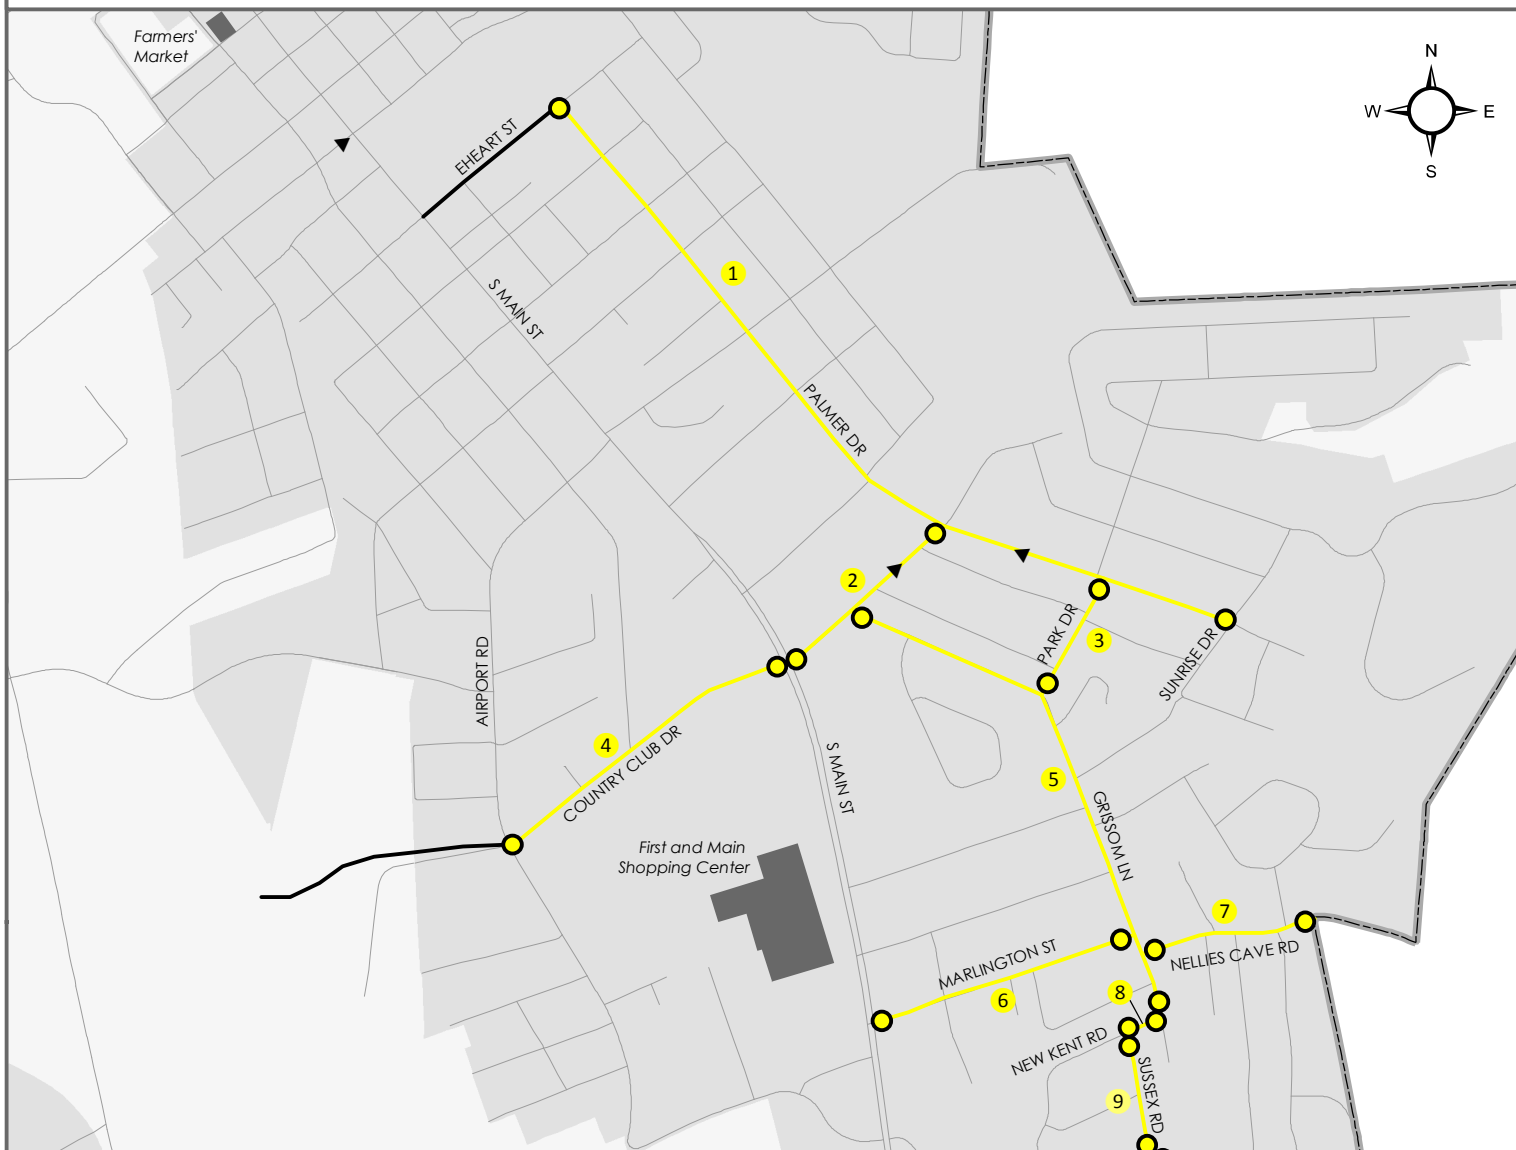 Farmers'
Market
N
W
E
S
EHEART ST
1
S MAIN ST
PALMER DR
2
PARK DR
3
SUNRISE DR
AIRPORT RD
4
COUNTRY CLUB DR
S MAIN ST
5
GRISSOM LN
First and Main
Shopping Center
7
NELLIES CAVE RD
MARLINGTON ST
6
8
NEW KENT RD
SUSSEX RD
9